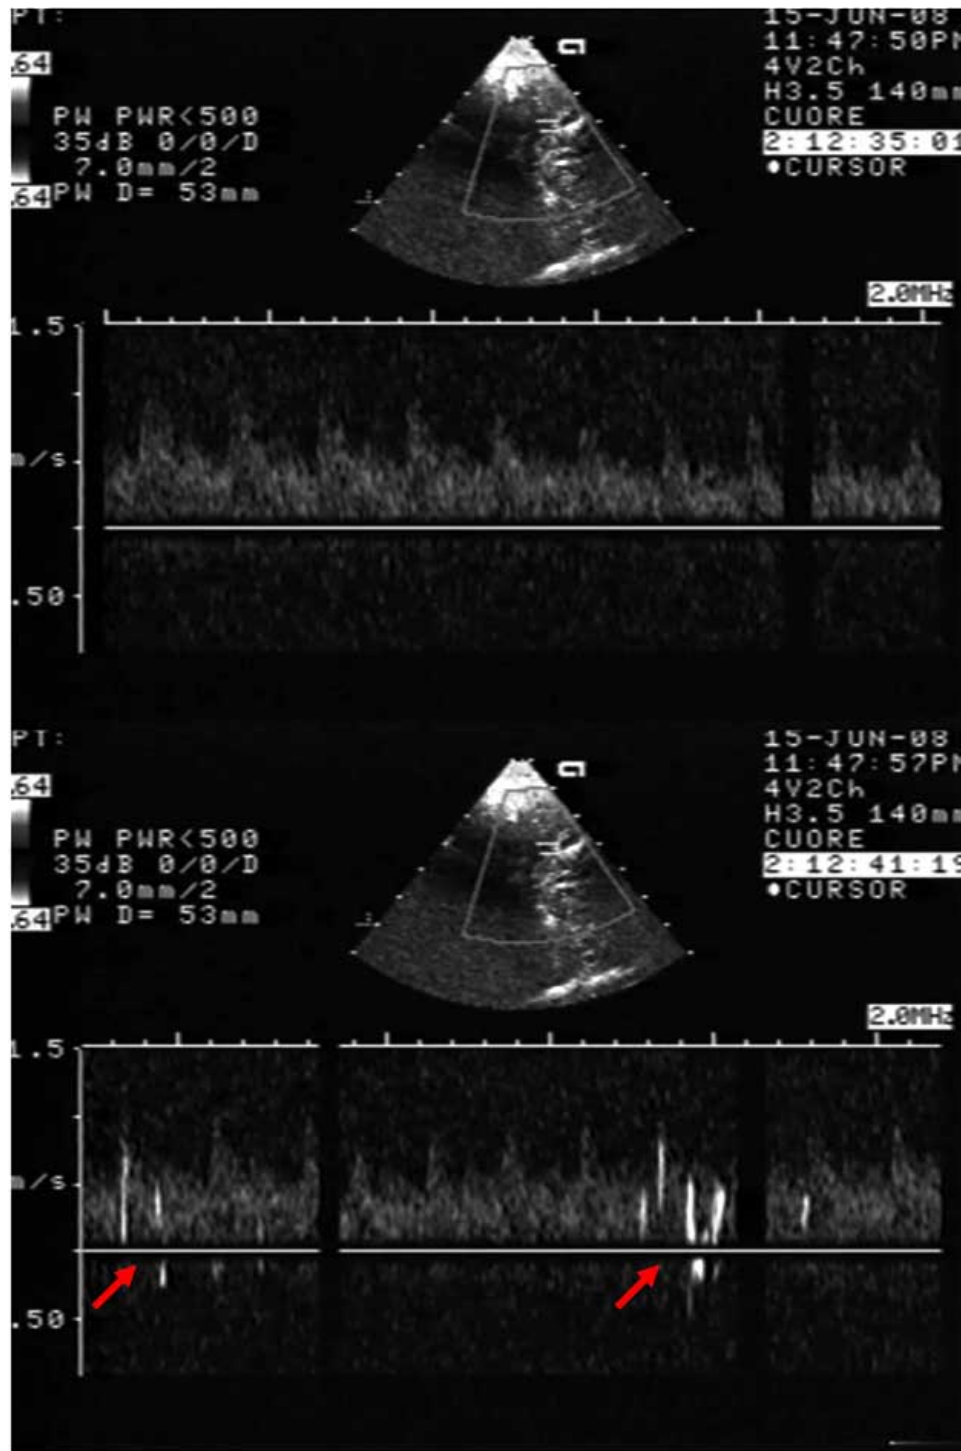 PT:
15-JUN-08
11:47:50PM
4V2Ch
H3.5 140mm
CUORE
2:12:35:01
•CURSOR
.64
PW PWR<500
35dB 0/0/D
7.0mm/2
.64
PW D= 53mm
2.0MHz
1.5
m/s
.50
PT:
15-JUN-08
11:47:57PM
4V2Ch
H3.5 140mm
CUORE
2:12:41:19
•CURSOR
.64
PW PWR<500
35dB 0/0/D
7.0mm/2
.64
PW D= 53mm
2.0MHz
1.5
m/s
.50